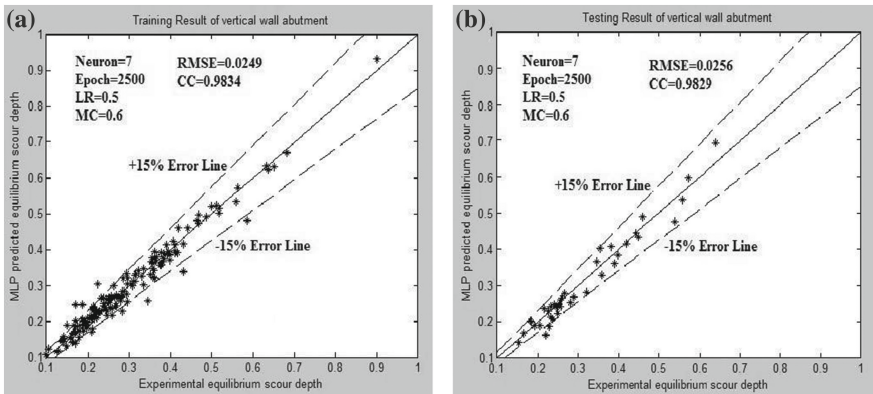 (a)
Training Result of vertical wall abutment
Neuron=7
Epoch=2500
LR=0.5
MC=0.6
RMSE=0.0249
CC=0.9834
+15% Error Line
-15% Error Line
MLP predicted equilibrium scour depth
1
0.9
0.8
0.7
0.6
0.5
0.4
0.3
0.2
0.1
0.1 0.2 0.3 0.4 0.5 0.6 0.7 0.8 0.9 1
Experimental equilibrium scour depth
(b)
Testing Result of vertical wall abutment
Neuron=7
Epoch=2500
LR=0.5
MC=0.6
RMSE=0.0256
CC=0.9829
+15% Error Line
-15% Error Line
MLP predicted equilibrium scour depth
1
0.9
0.8
0.7
0.6
0.5
0.4
0.3
0.2
0.1
0.1 0.2 0.3 0.4 0.5 0.6 0.7 0.8 0.9 1
Experimental equilibrium scour depth